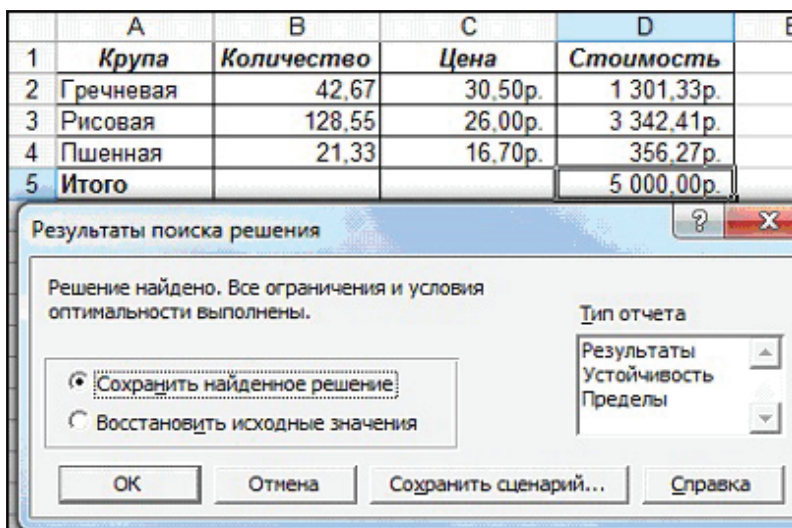 A B C D E
1 Крупа Количество Цена Стоимость
2 Гречневая 42,67 30,50р. 1 301,33р.
3 Рисовая 128,55 26,00р. 3 342,41р.
4 Пшенная 21,33 16,70р. 356,27р.
5 Итого 5 000,00р.
Результаты поиска решения ? x
Решение найдено. Все ограничения и условия
оптимальности выполнены.
Тип отчета
Результаты
Устойчивость
Пределы
Сохранить найденное решение
Восстановить исходные значения
ОК Отмена Сохранить сценарий... Справка